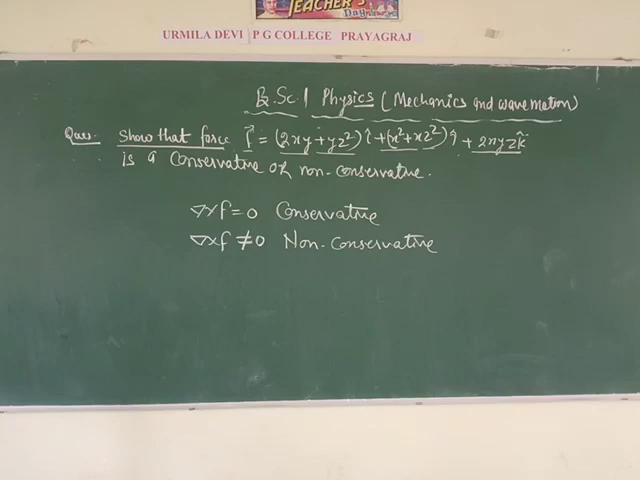 TEACHER'S
URMILA DEVI P G COLLEGE PRAYAGRAJ
B.Sc. I Physics (Mechanics and wave motion)
Ques. Show that force F⃗ = (2xy + yz²) î + (x² + xz²) ĵ + 2xyz k̂
is a Conservative or non-conservative.
∇×f = 0 Conservative
∇×f ≠ 0 Non-Conservative